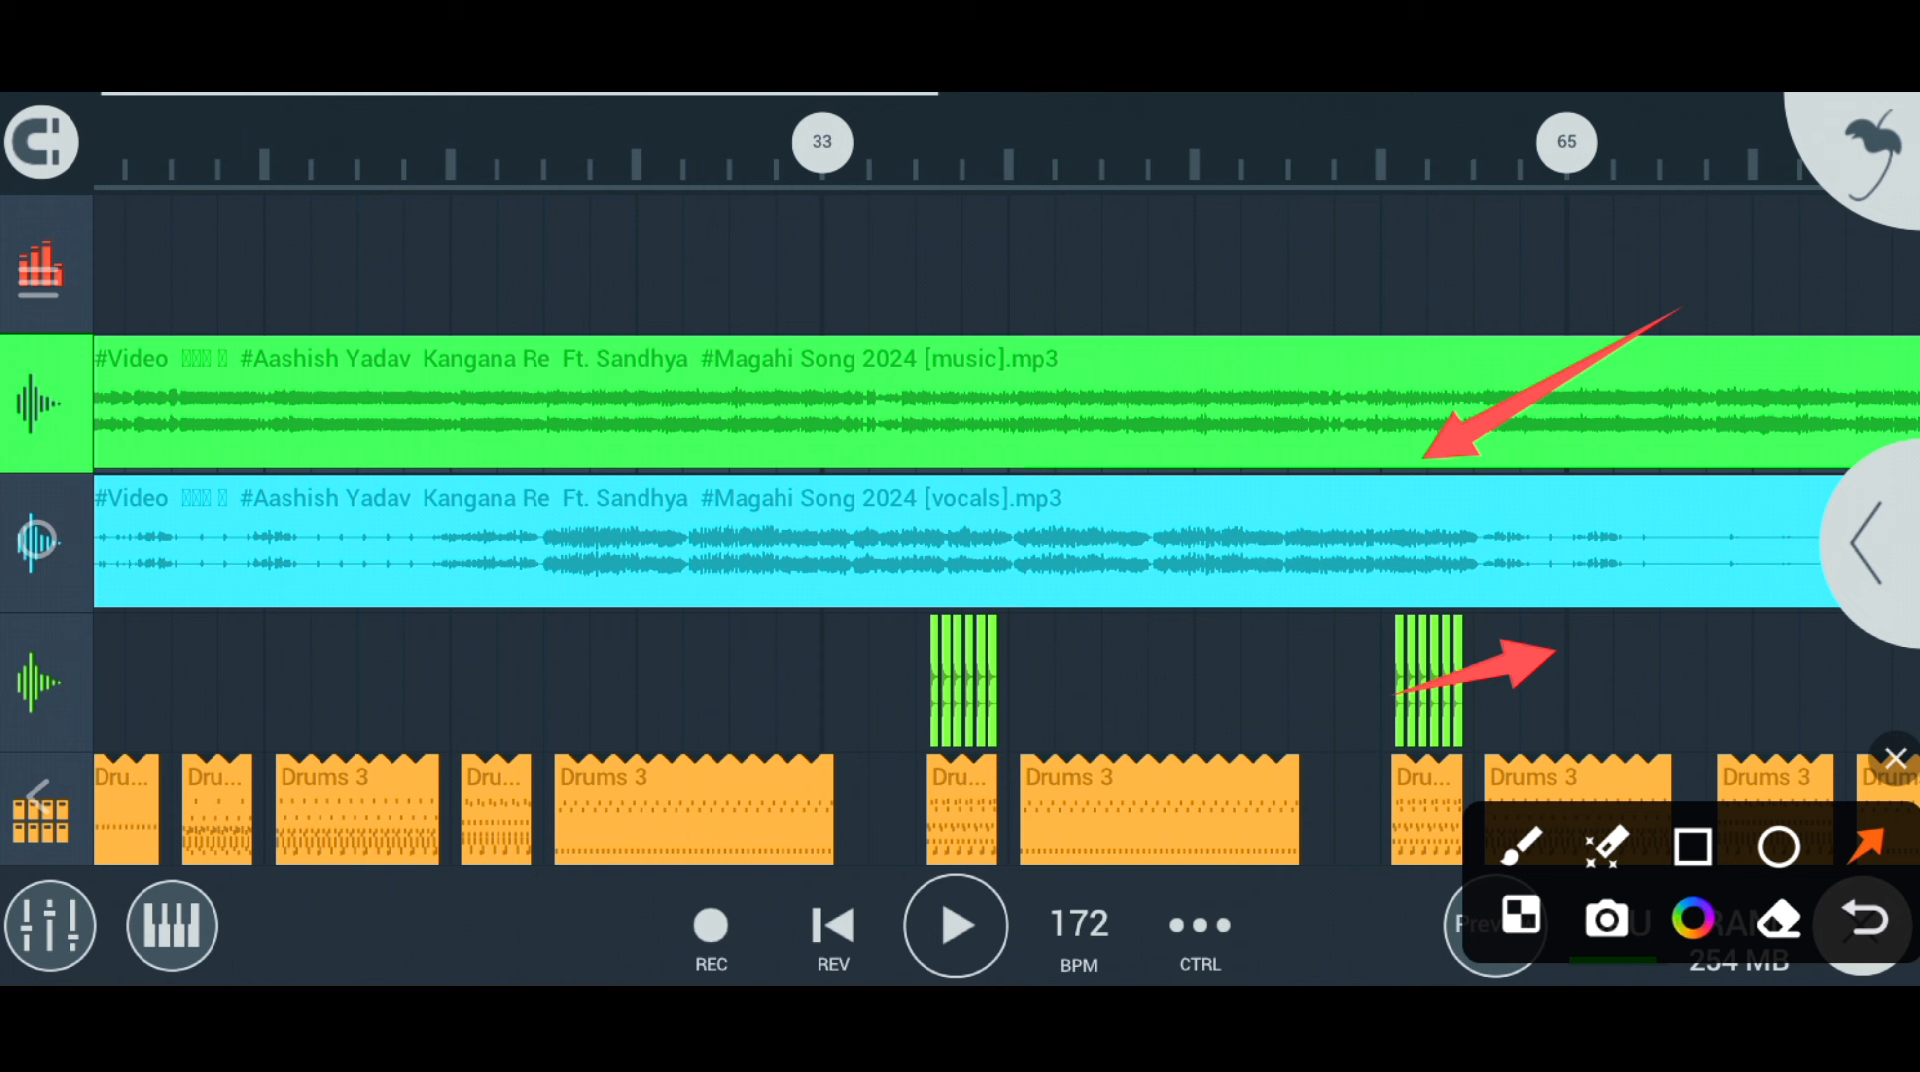 33
65
#Video #Aashish Yadav Kangana Re Ft. Sandhya #Magahi Song 2024 [music].mp3
#Video #Aashish Yadav Kangana Re Ft. Sandhya #Magahi Song 2024 [vocals].mp3
Dru... Dru... Drums 3 Dru... Drums 3 Dru... Drums 3 Dru... Drums 3 Drums 3 Drum
172
REC REV BPM CTRL
254 MB